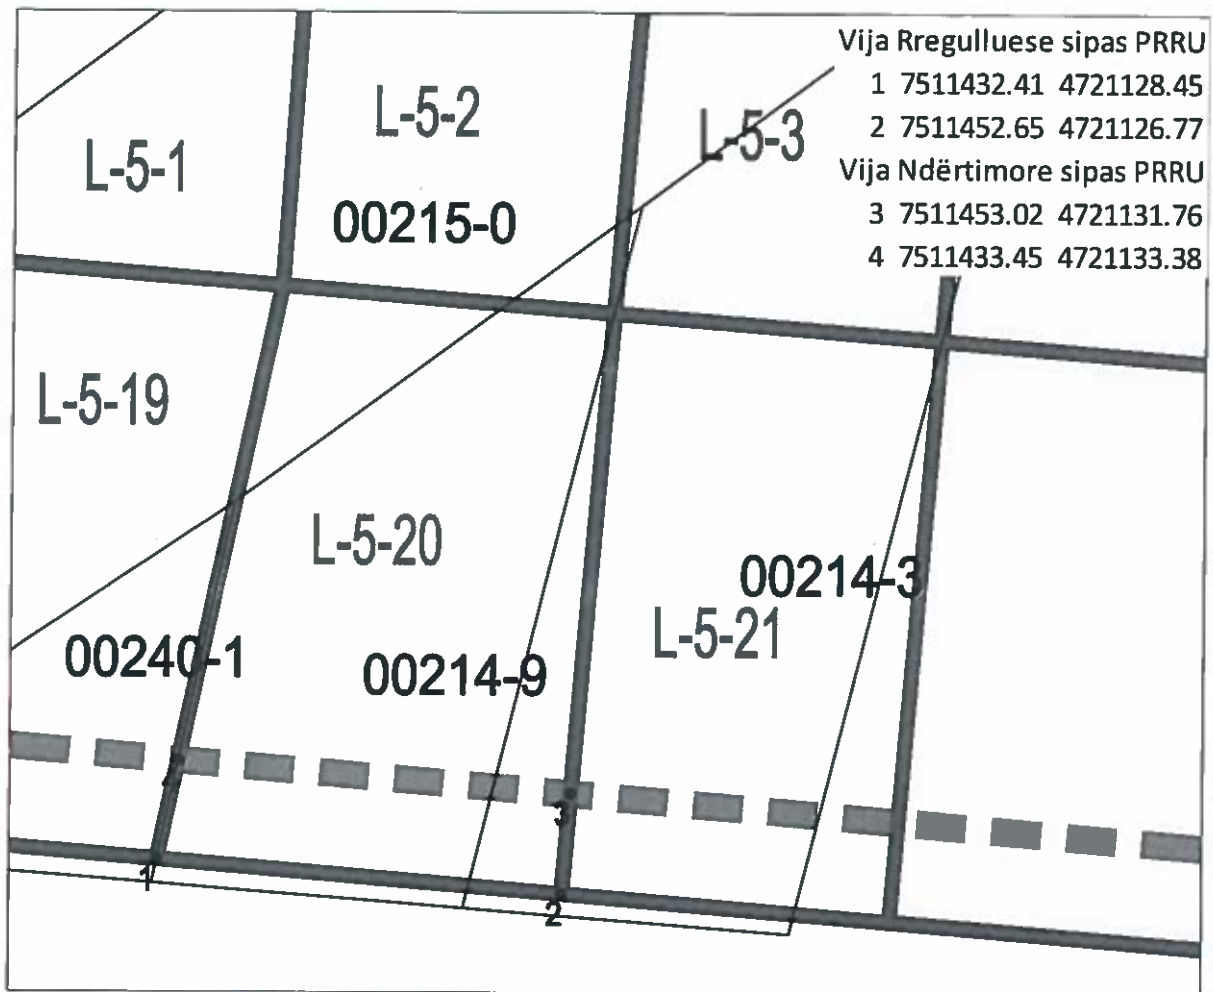 Vija Rregulluese sipas PRRU
1 7511432.41 4721128.45
2 7511452.65 4721126.77
Vija Ndërtimore sipas PRRU
3 7511453.02 4721131.76
4 7511433.45 4721133.38
L-5-1
L-5-2
L-5-3
00215-0
L-5-19
L-5-20
00214-3
L-5-21
00240-1
00214-9
4
3
1
2